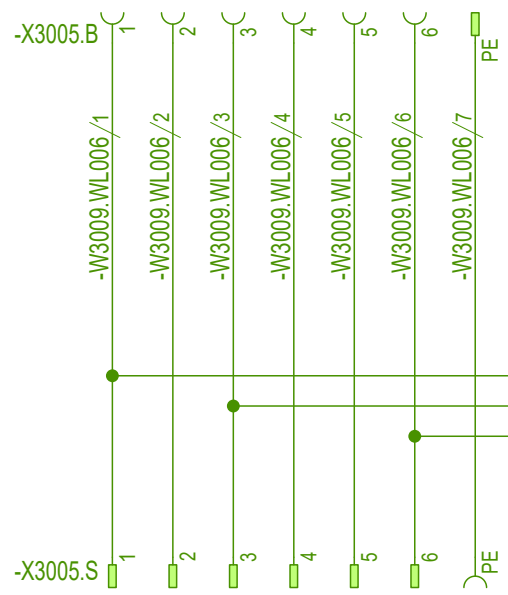 -X3005.B 1 2 3 4 5 6 PE
-W3009.WL006 /1
-W3009.WL006 /2
-W3009.WL006 /3
-W3009.WL006 /4
-W3009.WL006 /5
-W3009.WL006 /6
-W3009.WL006 /7
-X3005.S 1 2 3 4 5 6 PE